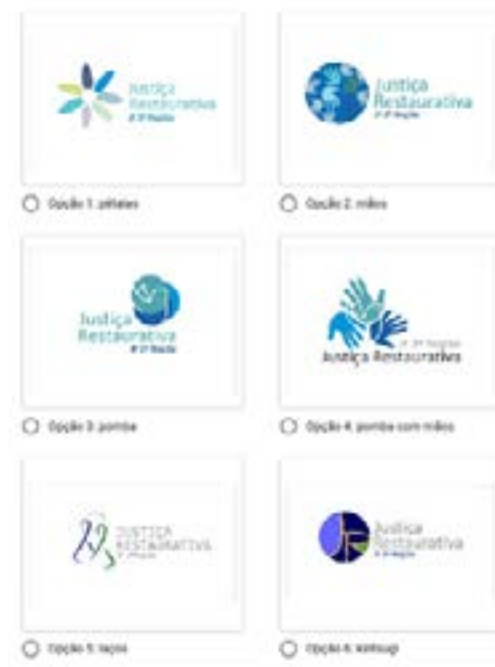 Justiça
Restaurativa
Opção 1: pétalas
Justiça
Restaurativa
Opção 2: mãos
Justiça
Restaurativa
Opção 3: pomba
Justiça Restaurativa
Opção 4: pomba com mãos
JUSTIÇA
RESTAURATIVA
Opção 5: laços
Justiça
Restaurativa
Opção 6: kintsugi